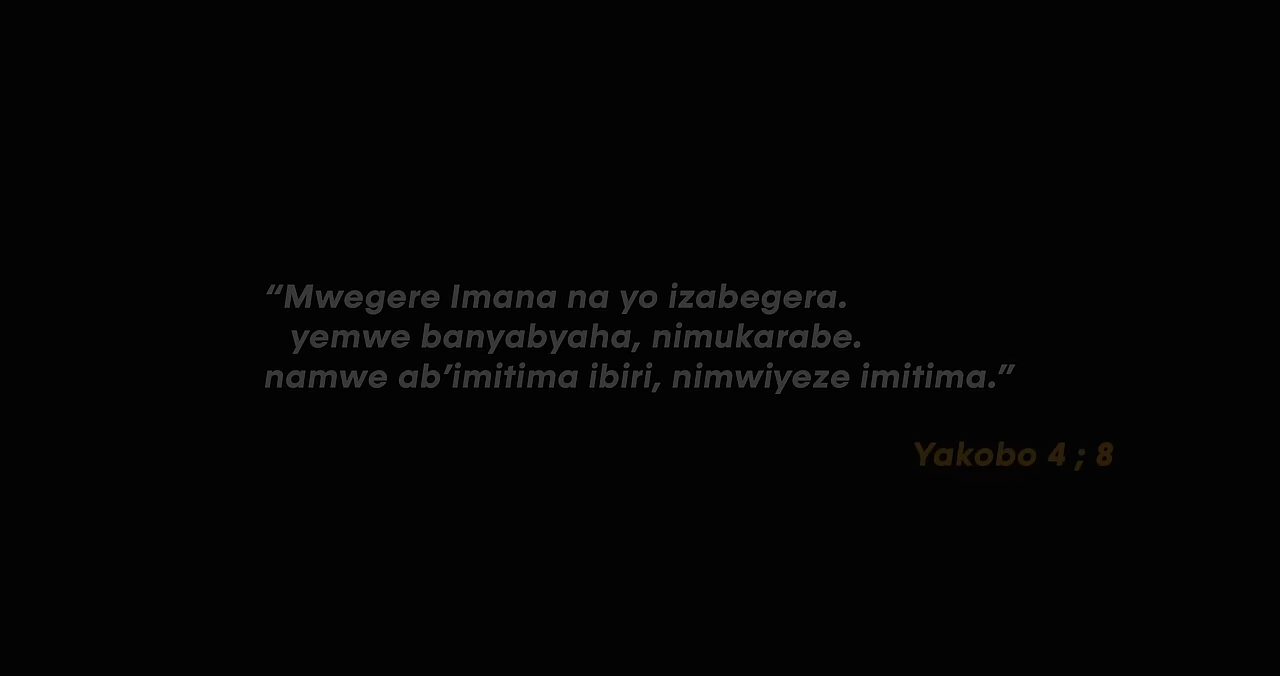 “Mwegere Imana na yo izabegera.
yemwe banyabyaha, nimukarabe.
namwe ab’imitima ibiri, nimwiyeze imitima.”
Yakobo 4 ; 8